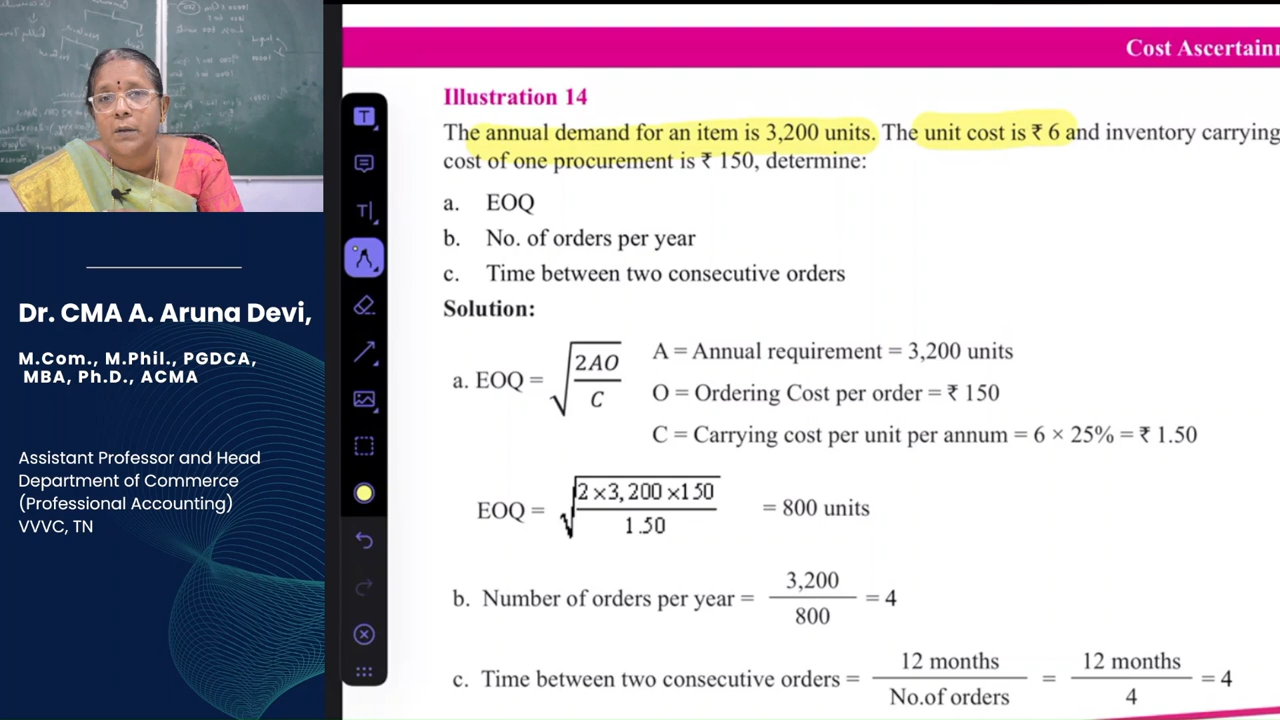 Cost Ascertainm
Illustration 14
The annual demand for an item is 3,200 units. The unit cost is ₹ 6 and inventory carrying
cost of one procurement is ₹ 150, determine:
a. EOQ
b. No. of orders per year
c. Time between two consecutive orders
Solution:
a. EOQ = √(2AO / C)
A = Annual requirement = 3,200 units
O = Ordering Cost per order = ₹ 150
C = Carrying cost per unit per annum = 6 × 25% = ₹ 1.50
EOQ = √(2 × 3,200 × 150 / 1.50) = 800 units
b. Number of orders per year = 3,200 / 800 = 4
c. Time between two consecutive orders = 12 months / No.of orders = 12 months / 4 = 4
Dr. CMA A. Aruna Devi,
M.Com., M.Phil., PGDCA,
MBA, Ph.D., ACMA
Assistant Professor and Head
Department of Commerce
(Professional Accounting)
VVVC, TN
T
T|